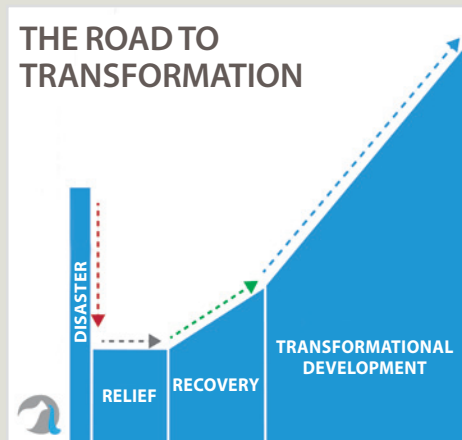 THE ROAD TO
TRANSFORMATION
DISASTER
RELIEF
RECOVERY
TRANSFORMATIONAL
DEVELOPMENT